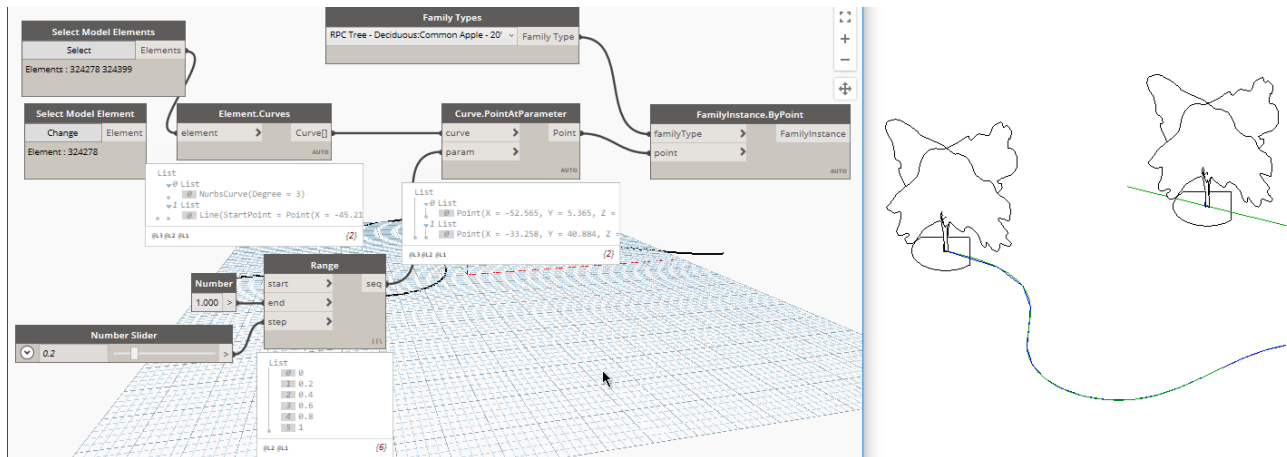 Family Types
RPC Tree - Deciduous:Common Apple - 20' Family Type
Select Model Elements
Select Elements
Elements : 324278 324399
Select Model Element
Change Element
Element : 324278
Element.Curves
element > Curve[]
AUTO
Curve.PointAtParameter
curve > Point
param >
AUTO
FamilyInstance.ByPoint
familyType > FamilyInstance
point >
AUTO
List
0 List
0 NurbsCurve(Degree = 3)
1 List
0 Line(StartPoint = Point(X = -45.21
@L3 @L2 @L1 {2}
List
0 List
0 Point(X = -52.565, Y = 5.365, Z =
1 List
0 Point(X = -33.258, Y = 40.884, Z =
@L3 @L2 @L1 {2}
Range
start > seq
end >
step >
Number
1.000 >
Number Slider
0.2 >
List
0 0
1 0.2
2 0.4
3 0.6
4 0.8
5 1
@L2 @L1 {6}